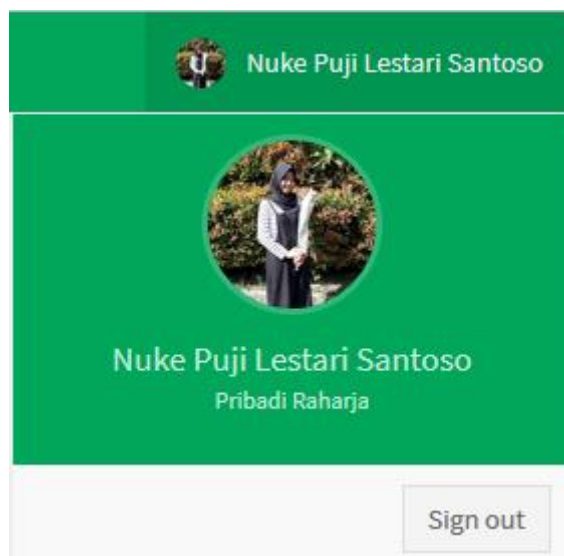 Nuke Puji Lestari Santoso
Nuke Puji Lestari Santoso
Pribadi Raharja
Sign out